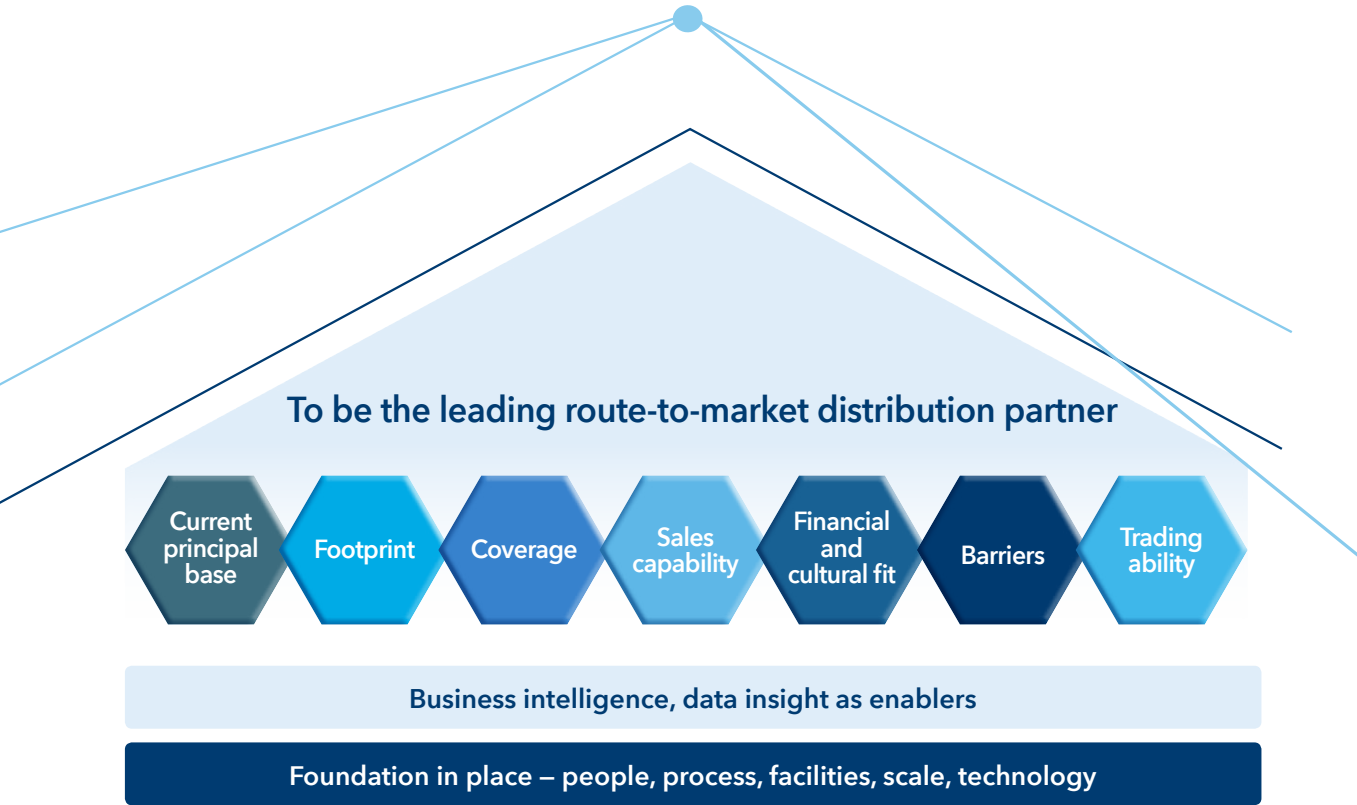 To be the leading route-to-market distribution partner
Current
principal
base
Footprint
Coverage
Sales
capability
Financial
and
cultural fit
Barriers
Trading
ability
Business intelligence, data insight as enablers
Foundation in place – people, process, facilities, scale, technology